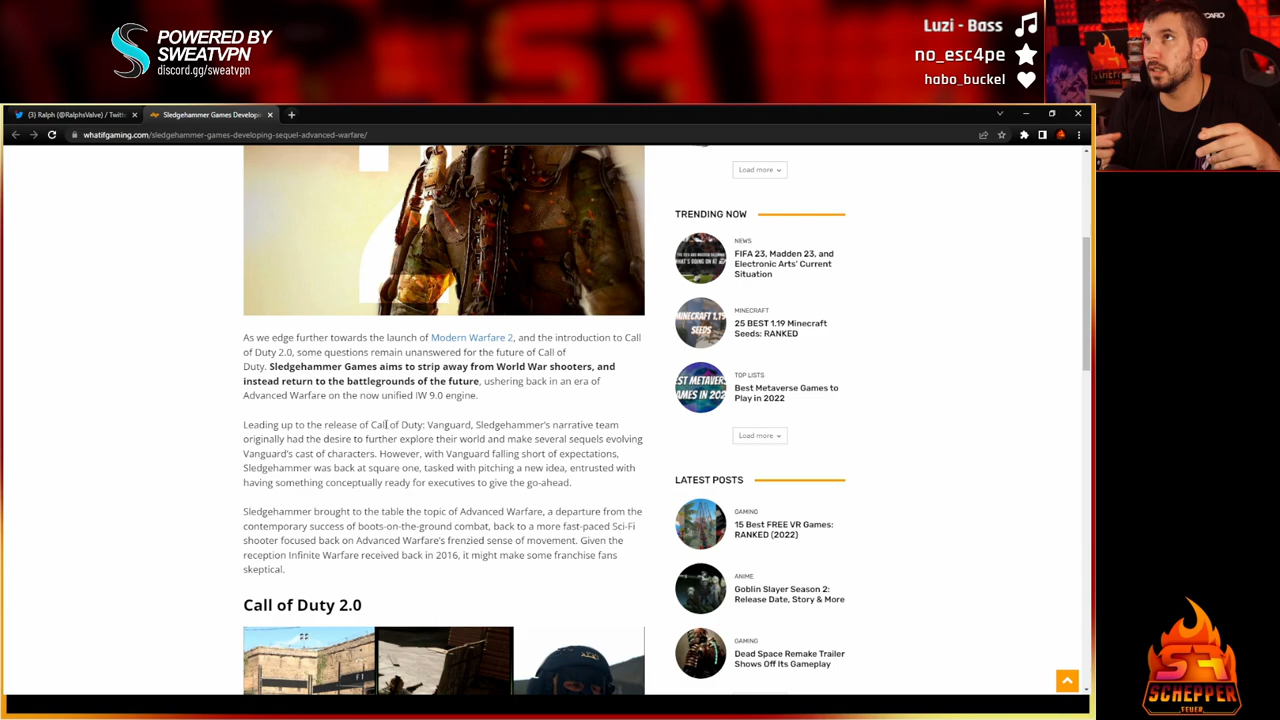 POWERED BY
SWEATVPN
discord.gg/sweatvpn
Luzi - Bass
no_esc4pe
habo_buckel
(3) Ralph (@RalphsValve) / Twitt
Sledgehammer Games Develop
whatifgaming.com/sledgehammer-games-developing-sequel-advanced-warfare/
As we edge further towards the launch of Modern Warfare 2, and the introduction to Call
of Duty 2.0, some questions remain unanswered for the future of Call of
Duty. Sledgehammer Games aims to strip away from World War shooters, and
instead return to the battlegrounds of the future, ushering back in an era of
Advanced Warfare on the now unified IW 9.0 engine.
Leading up to the release of Call of Duty: Vanguard, Sledgehammer's narrative team
originally had the desire to further explore their world and make several sequels evolving
Vanguard's cast of characters. However, with Vanguard falling short of expectations,
Sledgehammer was back at square one, tasked with pitching a new idea, entrusted with
having something conceptually ready for executives to give the go-ahead.
Sledgehammer brought to the table the topic of Advanced Warfare, a departure from the
contemporary success of boots-on-the-ground combat, back to a more fast-paced Sci-Fi
shooter focused back on Advanced Warfare's frenzied sense of movement. Given the
reception Infinite Warfare received back in 2016, it might make some franchise fans
skeptical.
Call of Duty 2.0
Load more
TRENDING NOW
NEWS
FIFA 23, Madden 23, and
Electronic Arts' Current
Situation
MINECRAFT
25 BEST 1.19 Minecraft
Seeds: RANKED
TOP LISTS
Best Metaverse Games to
Play in 2022
Load more
LATEST POSTS
GAMING
15 Best FREE VR Games:
RANKED (2022)
ANIME
Goblin Slayer Season 2:
Release Date, Story & More
GAMING
Dead Space Remake Trailer
Shows Off Its Gameplay
SF
SCHEPPER
FEUER